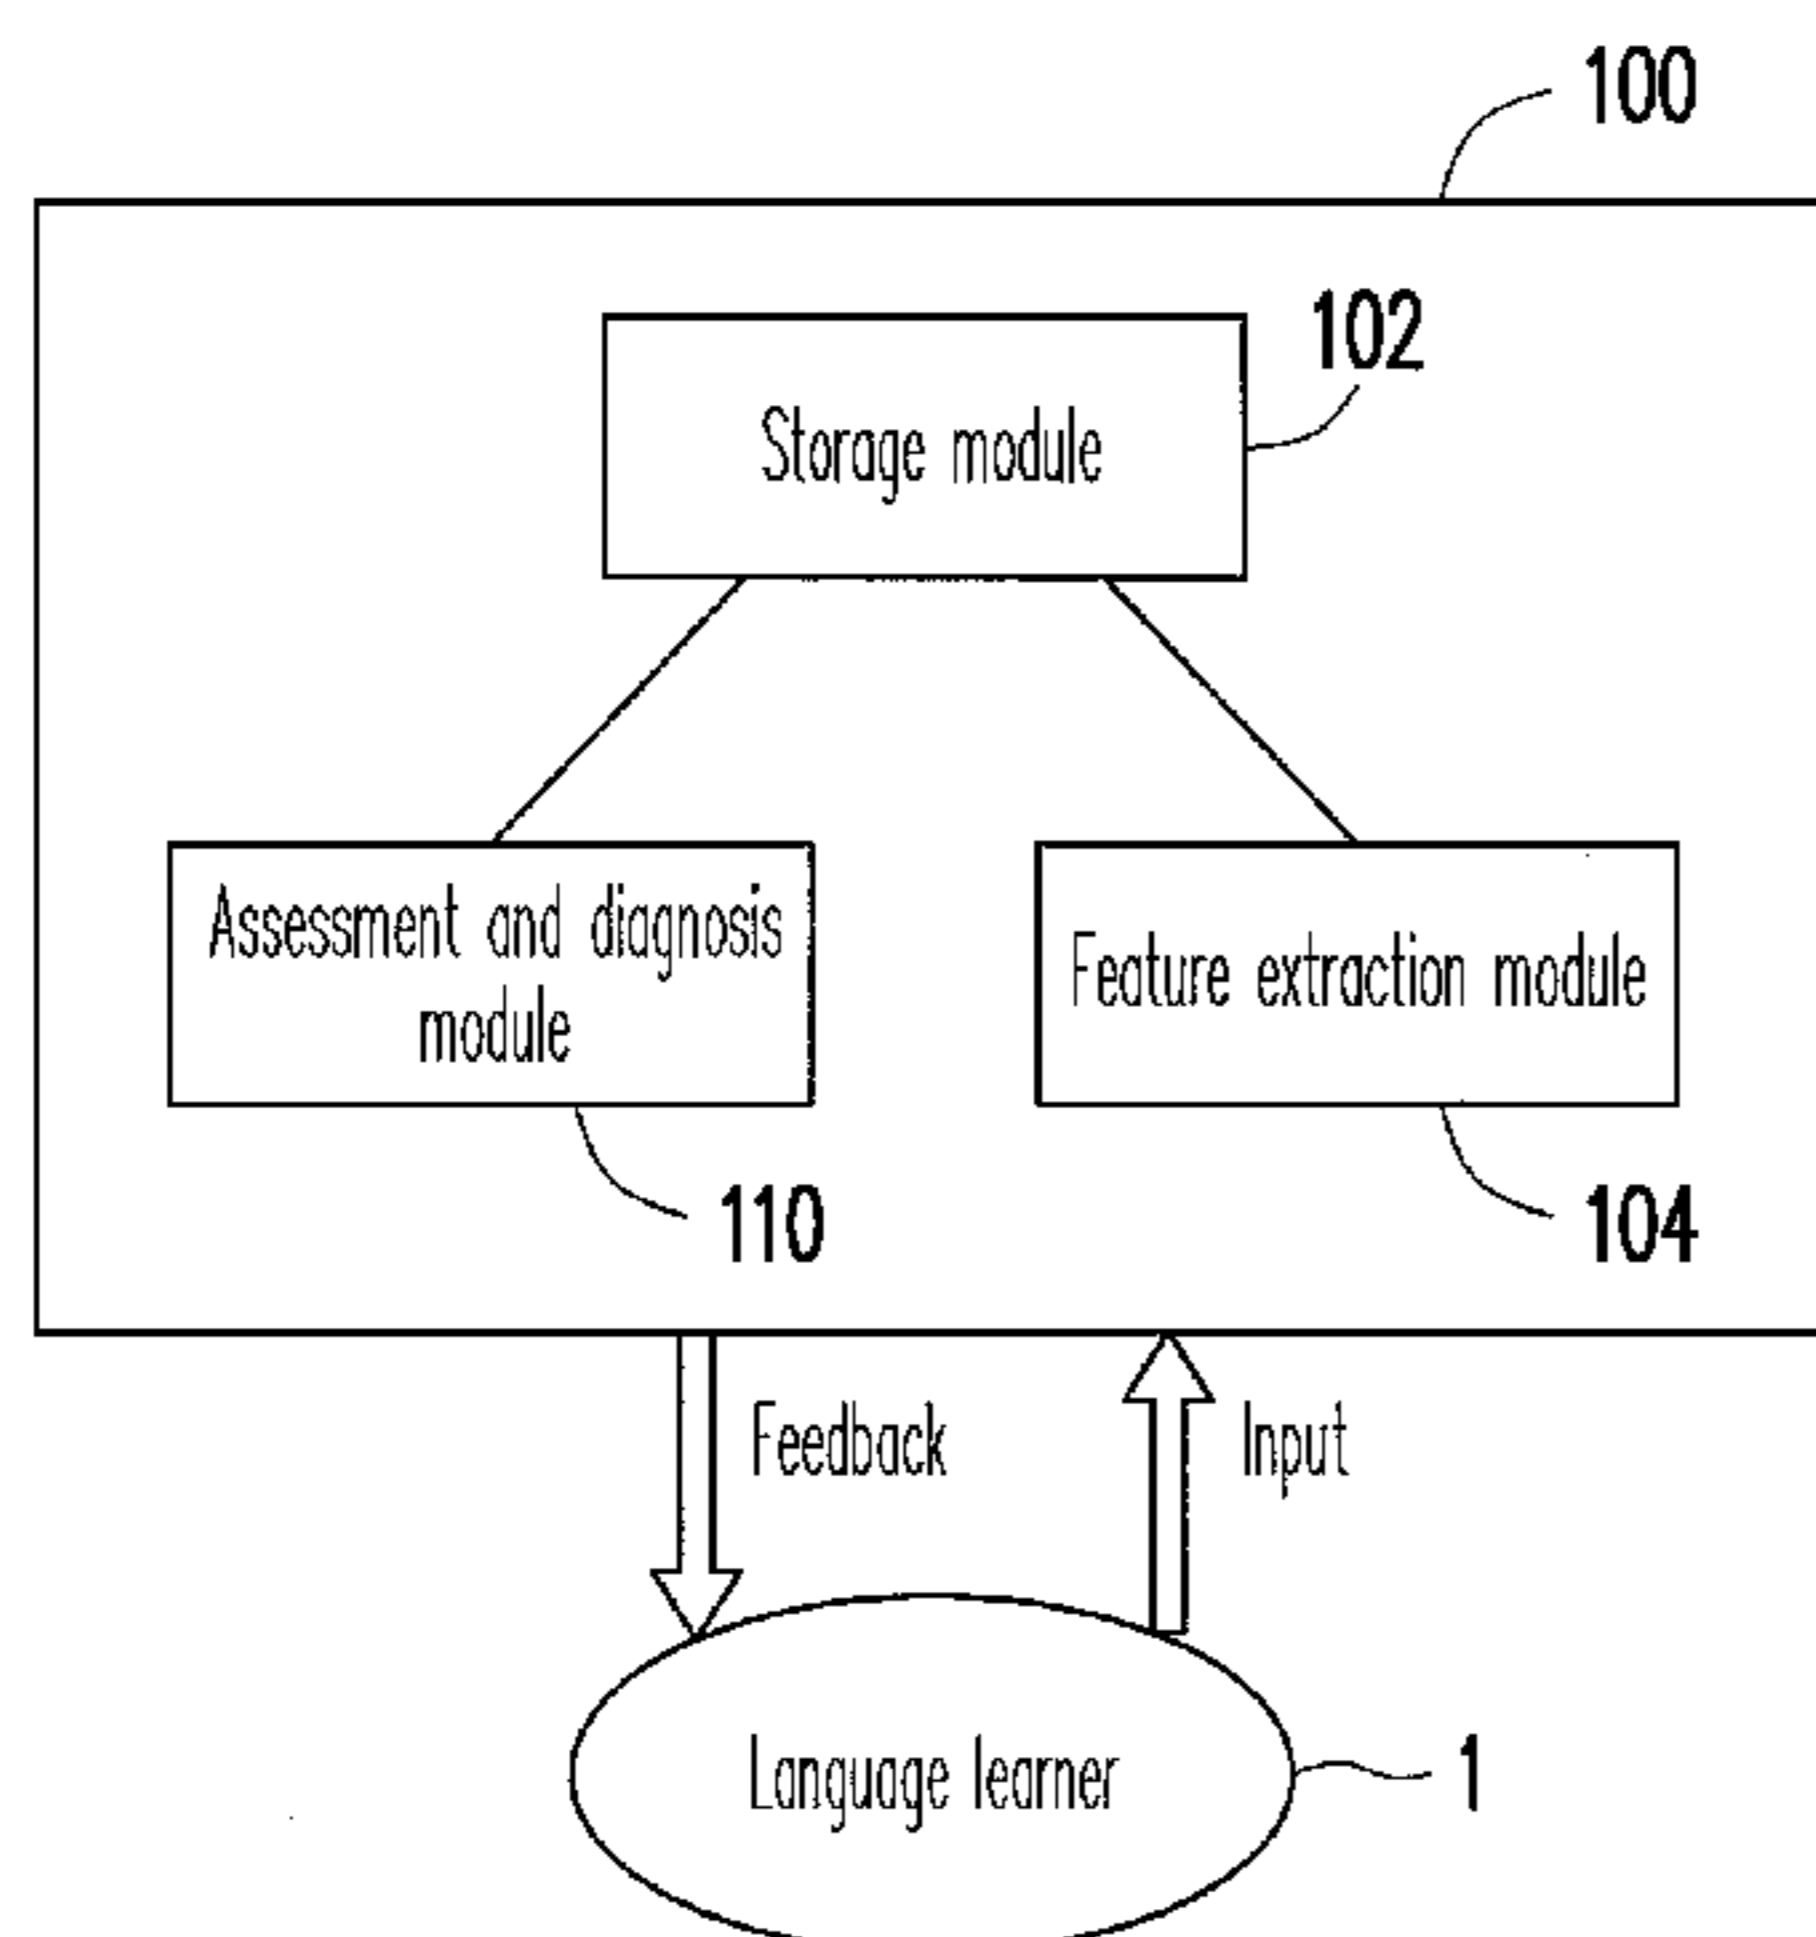 100
102
Storage module
Assessment and diagnosis
module
Feature extraction module
110
104
Feedback
Input
Language learner
1